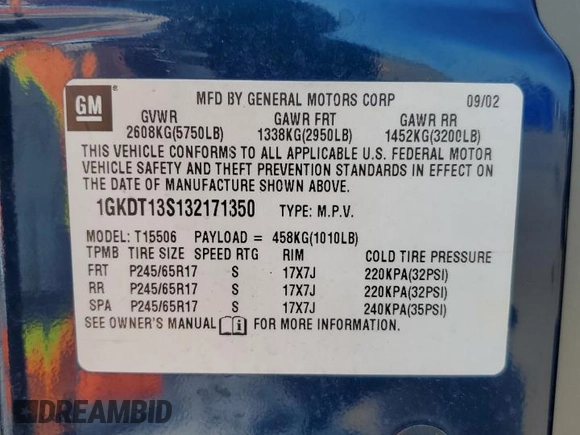 GM
MFD BY GENERAL MOTORS CORP 09/02
GVWR GAWR FRT GAWR RR
2608KG(5750LB) 1338KG(2950LB) 1452KG(3200LB)
THIS VEHICLE CONFORMS TO ALL APPLICABLE U.S. FEDERAL MOTOR
VEHICLE SAFETY AND THEFT PREVENTION STANDARDS IN EFFECT ON
THE DATE OF MANUFACTURE SHOWN ABOVE.
1GKDT13S132171350 TYPE: M.P.V.
MODEL: T15506 PAYLOAD = 458KG(1010LB)
TPMB TIRE SIZE SPEED RTG RIM COLD TIRE PRESSURE
FRT P245/65R17 S 17X7J 220KPA(32PSI)
RR P245/65R17 S 17X7J 220KPA(32PSI)
SPA P245/65R17 S 17X7J 240KPA(35PSI)
SEE OWNER'S MANUAL FOR MORE INFORMATION.
DREAMBID